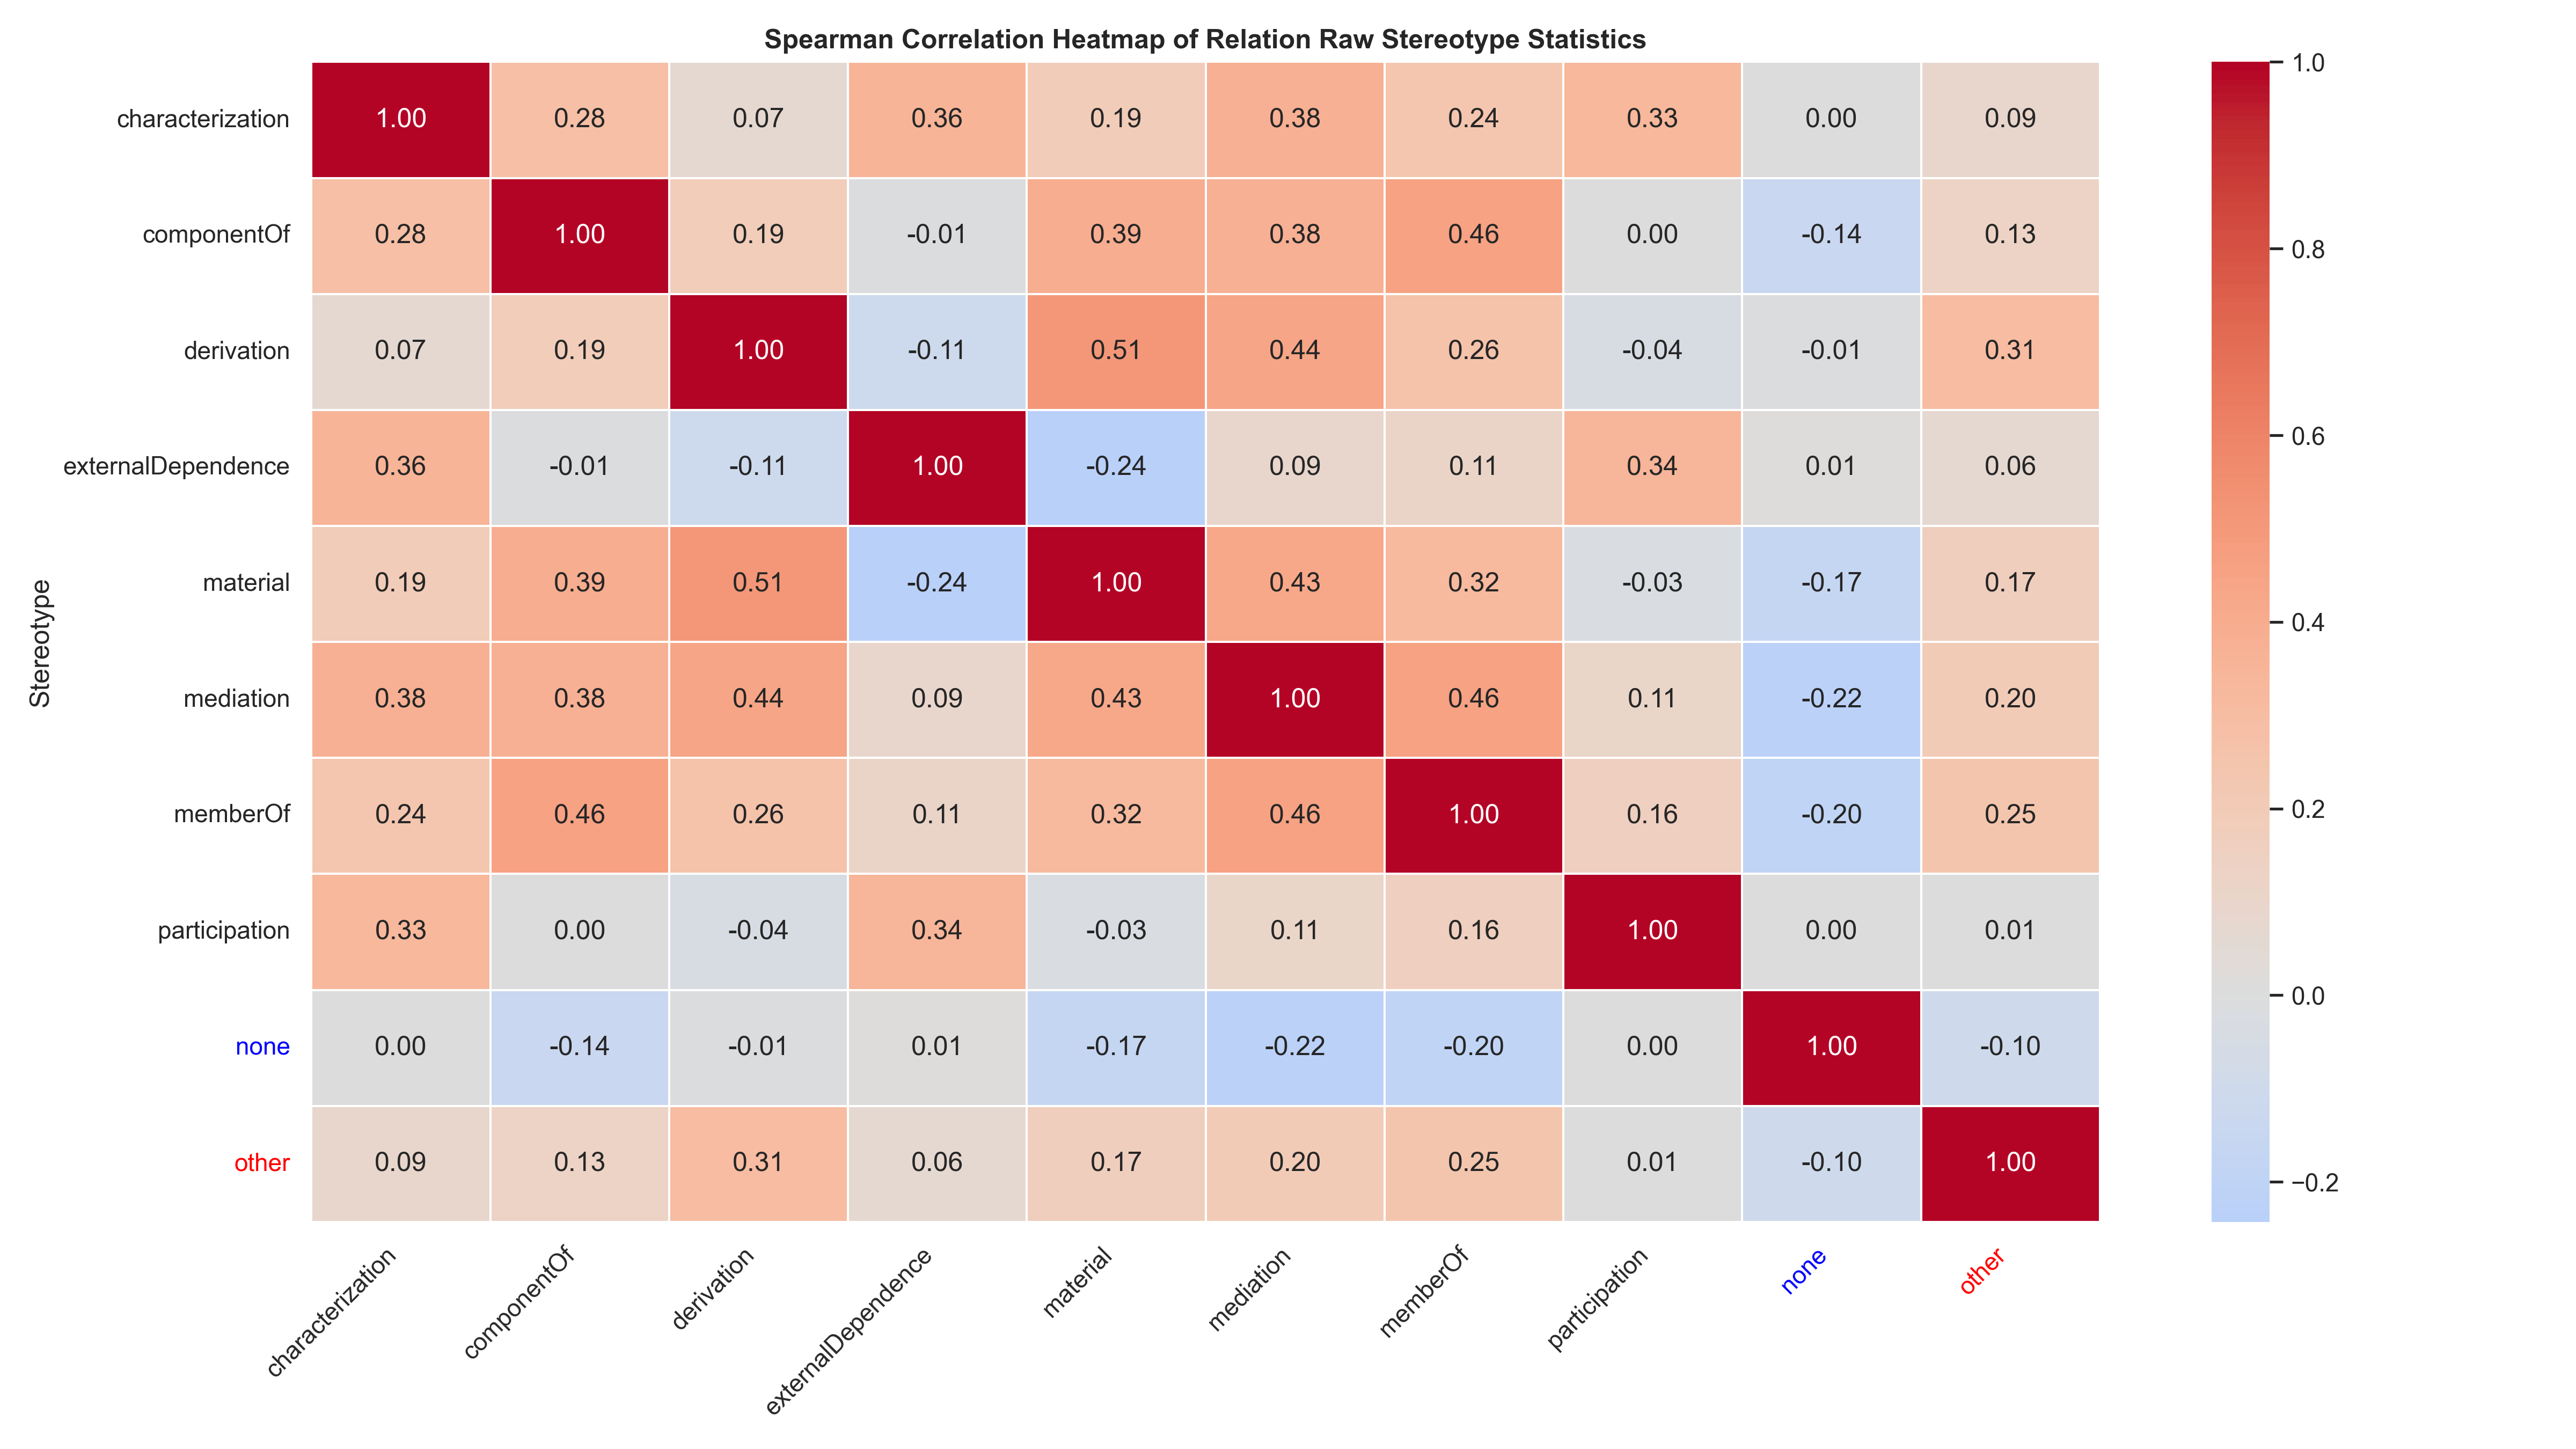 Spearman Correlation Heatmap of Relation Raw Stereotype Statistics
Stereotype
characterization 1.00 0.28 0.07 0.36 0.19 0.38 0.24 0.33 0.00 0.09
componentOf 0.28 1.00 0.19 -0.01 0.39 0.38 0.46 0.00 -0.14 0.13
derivation 0.07 0.19 1.00 -0.11 0.51 0.44 0.26 -0.04 -0.01 0.31
externalDependence 0.36 -0.01 -0.11 1.00 -0.24 0.09 0.11 0.34 0.01 0.06
material 0.19 0.39 0.51 -0.24 1.00 0.43 0.32 -0.03 -0.17 0.17
mediation 0.38 0.38 0.44 0.09 0.43 1.00 0.46 0.11 -0.22 0.20
memberOf 0.24 0.46 0.26 0.11 0.32 0.46 1.00 0.16 -0.20 0.25
participation 0.33 0.00 -0.04 0.34 -0.03 0.11 0.16 1.00 0.00 0.01
none 0.00 -0.14 -0.01 0.01 -0.17 -0.22 -0.20 0.00 1.00 -0.10
other 0.09 0.13 0.31 0.06 0.17 0.20 0.25 0.01 -0.10 1.00
characterization
componentOf
derivation
externalDependence
material
mediation
memberOf
participation
none
other
1.0
0.8
0.6
0.4
0.2
0.0
−0.2